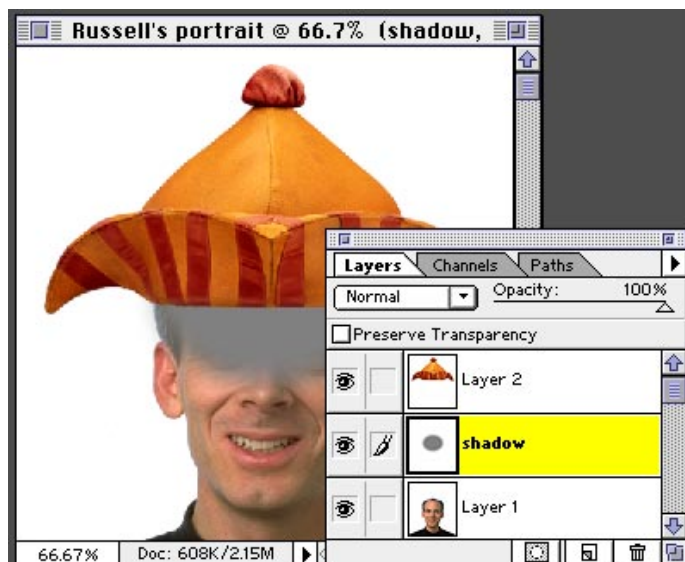 Russell's portrait @ 66.7% (shadow,
Layers Channels Paths
Normal Opacity: 100%
Preserve Transparency
Layer 2
shadow
Layer 1
66.67% Doc: 608K/2.15M